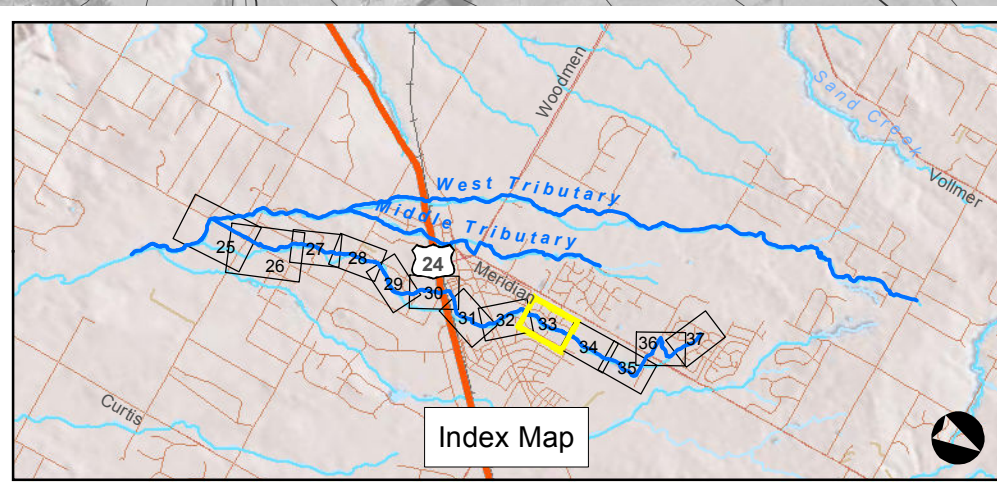 Woodmen
Sand Creek
Vollmer
West Tributary
Middle Tributary
24
Meridian
25
26
27
28
29
30
31
32
33
34
35
36
37
Curtis
Index Map